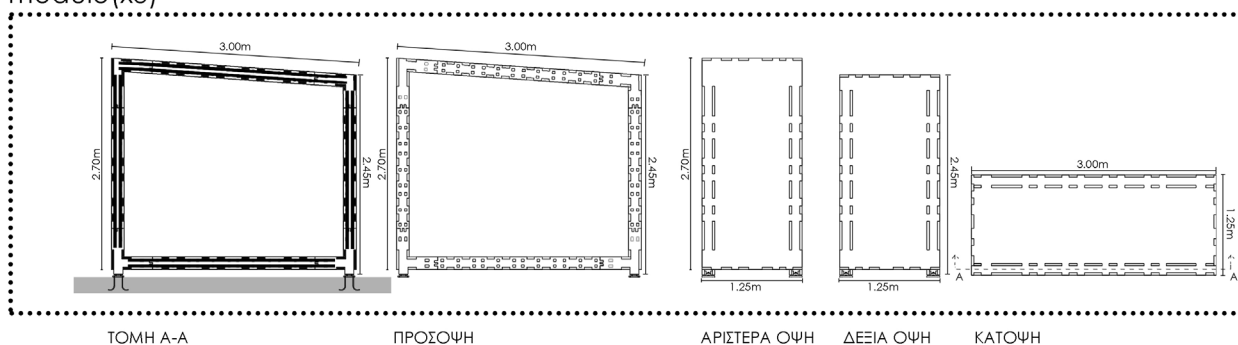 3.00m
2.70m
2.45m
3.00m
2.70m
2.45m
2.70m
1.25m
2.45m
1.25m
3.00m
1.25m
A
A
ΤΟΜΗ Α-Α
ΠΡΟΣΟΨΗ
ΑΡΙΣΤΕΡΑ ΟΨΗ
ΔΕΞΙΑ ΟΨΗ
ΚΑΤΟΨΗ